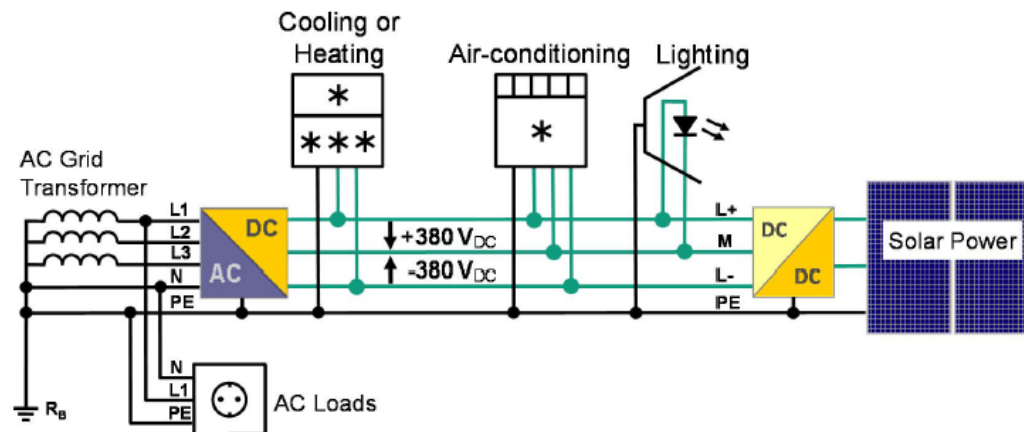 Cooling or
Heating
Air-conditioning
Lighting
AC Grid
Transformer
L1
L2
L3
N
PE
DC
AC
+380 VDC
-380 VDC
L+
M
L-
PE
DC
DC
Solar Power
N
L1
PE
AC Loads
RB